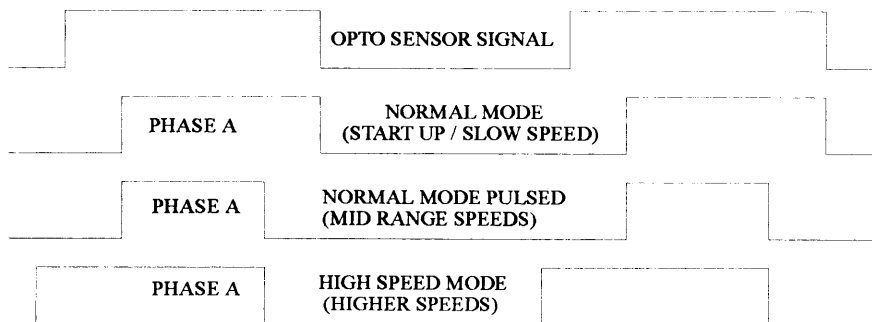 OPTO SENSOR SIGNAL
PHASE A
NORMAL MODE
(START UP / SLOW SPEED)
PHASE A
NORMAL MODE PULSED
(MID RANGE SPEEDS)
PHASE A
HIGH SPEED MODE
(HIGHER SPEEDS)